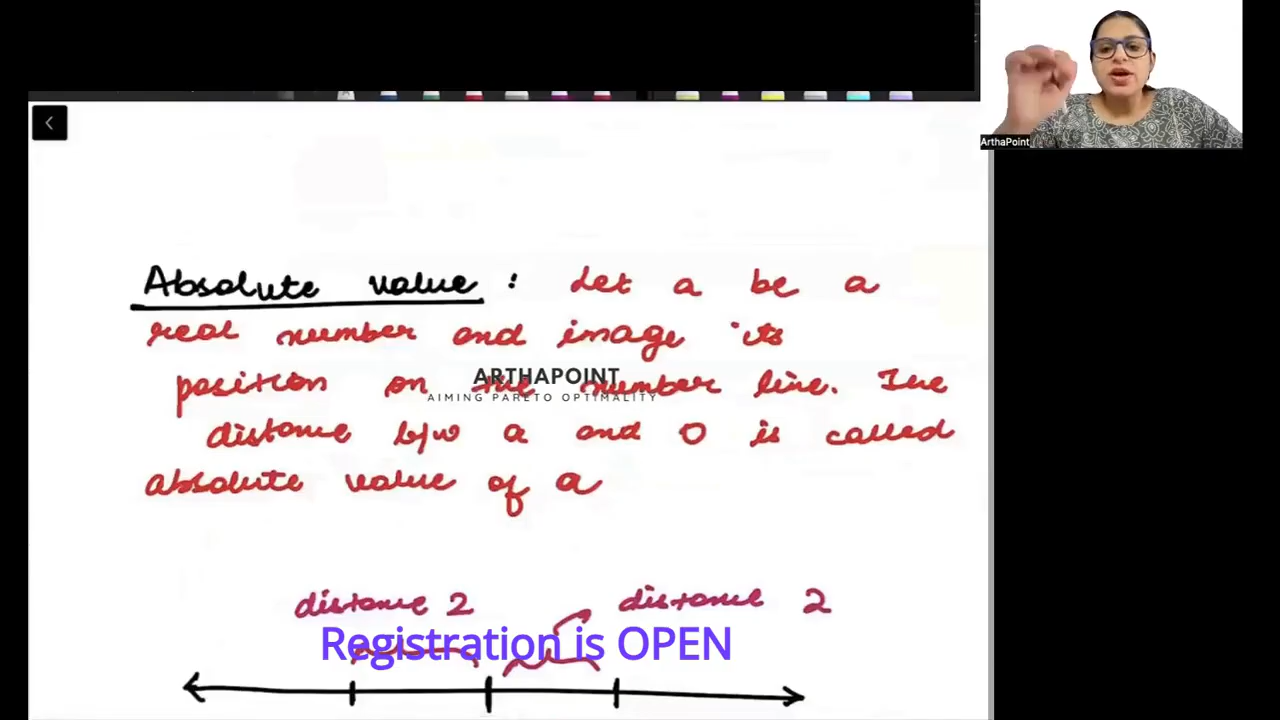 ArthaPoint
Absolute value : Let a be a
real number and image its
position on the number line. The
ARTHAPOINT
AIMING PARETO OPTIMALITY
distance b/w a and 0 is called
absolute value of a
distance 2 distance 2
Registration is OPEN